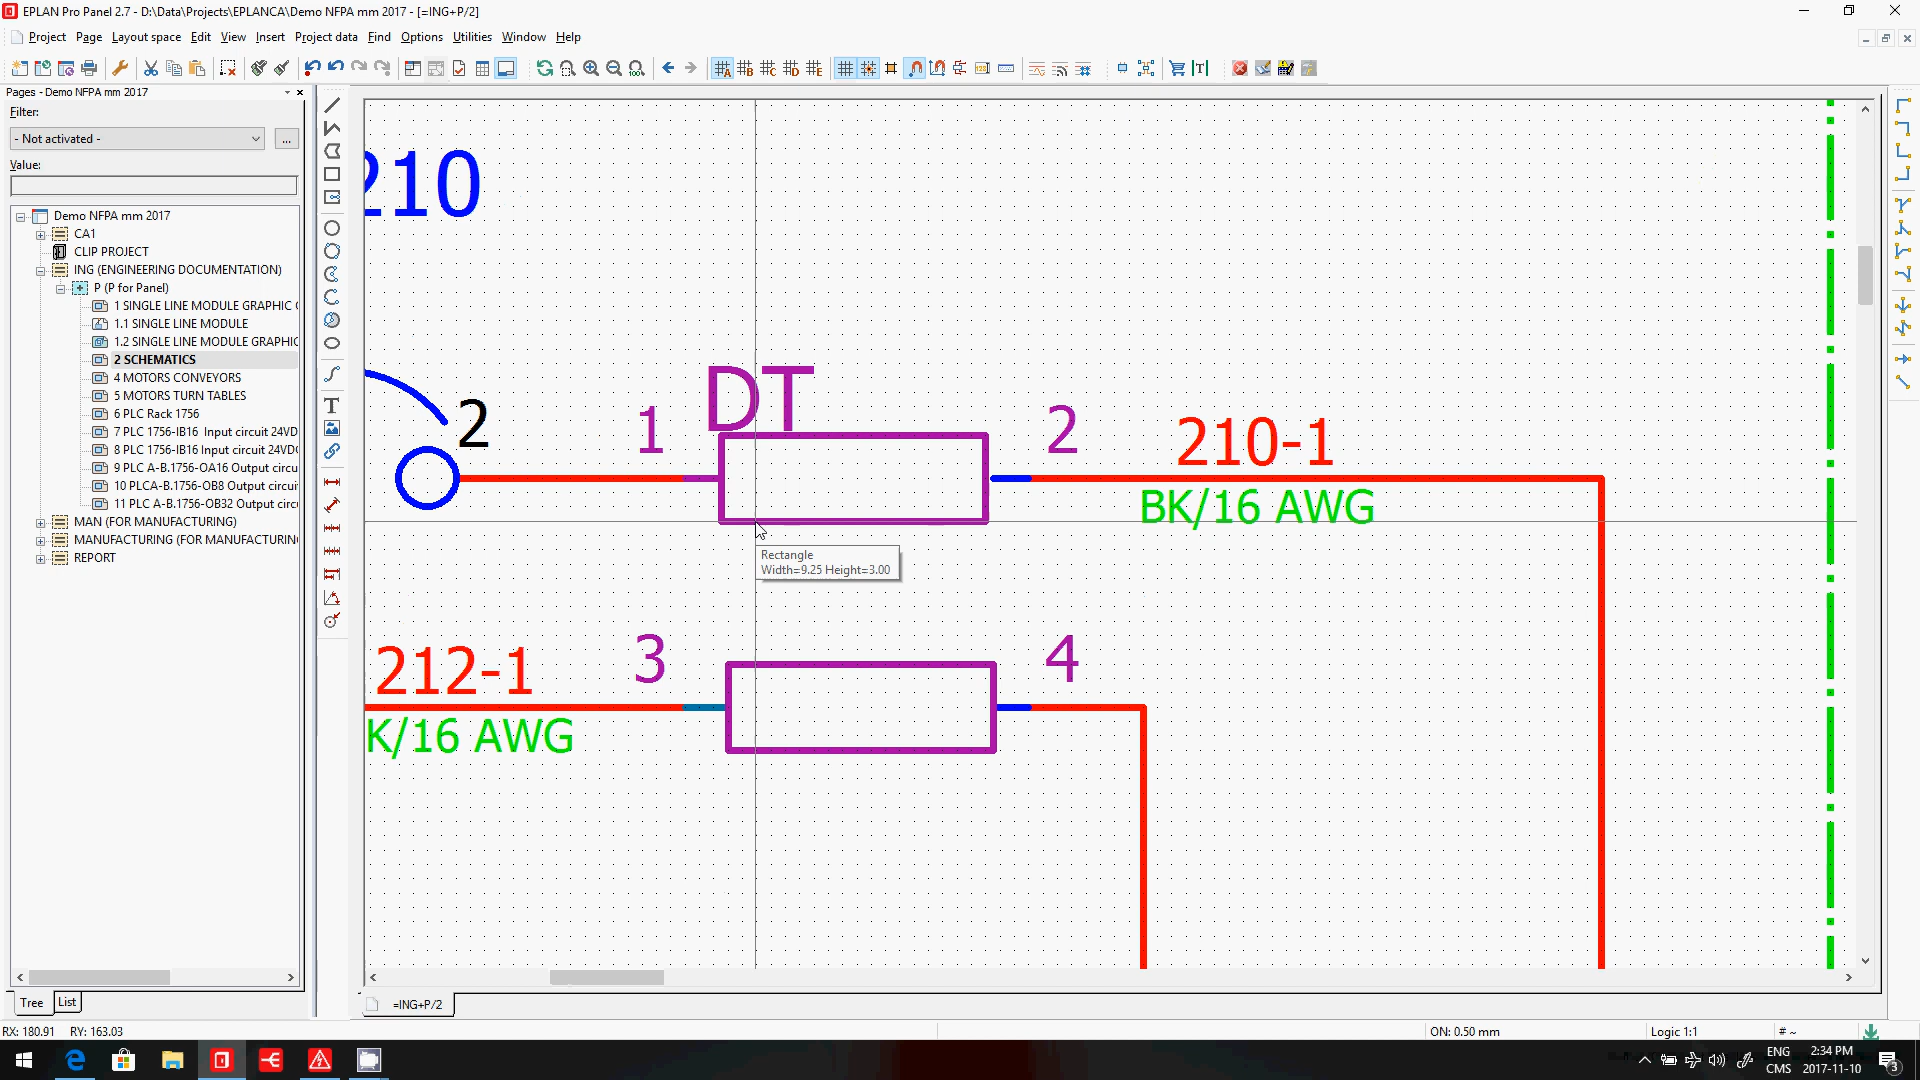 EPLAN Pro Panel 2.7 - D:\Data\Projects\EPLANCA\Demo NFPA mm 2017 - [=ING+P/2]
Project Page Layout space Edit View Insert Project data Find Options Utilities Window Help
A B C D E
100%
Pages - Demo NFPA mm 2017
Filter:
- Not activated -
...
Value:
Demo NFPA mm 2017
CA1
CLIP PROJECT
ING (ENGINEERING DOCUMENTATION)
P (P for Panel)
1 SINGLE LINE MODULE GRAPHIC
1.1 SINGLE LINE MODULE
1.2 SINGLE LINE MODULE GRAPHIC
2 SCHEMATICS
4 MOTORS CONVEYORS
5 MOTORS TURN TABLES
6 PLC Rack 1756
7 PLC 1756-IB16 Input circuit 24VD
8 PLC 1756-IB16 Input circuit 24VDC
9 PLC A-B.1756-OA16 Output circu
10 PLCA-B.1756-OB8 Output circui
11 PLC A-B.1756-OB32 Output circ
MAN (FOR MANUFACTURING)
MANUFACTURING (FOR MANUFACTURIN
REPORT
Tree List
210
DT
2 1 2 210-1
BK/16 AWG
Rectangle
Width=9.25 Height=3.00
212-1 3 4
K/16 AWG
=ING+P/2
RX: 180.91 RY: 163.03 ON: 0.50 mm Logic 1:1 # ~
ENG 2:34 PM
CMS 2017-11-10 3